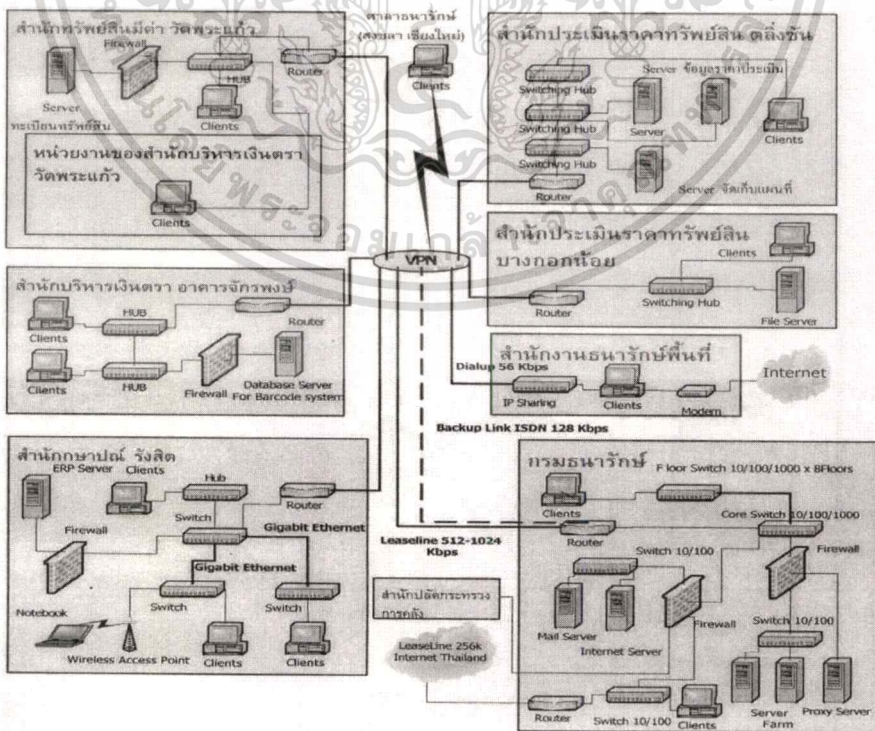 สำนักทรัพย์สินมีค่า วัดพระแก้ว
Firewall
Router
HUB
Server
Clients
ทะเบียนทรัพย์สิน
หน่วยงานของสำนักบริหารเงินตรา
วัดพระแก้ว
Clients
ศาลาธนารักษ์
(สงขลา เชียงใหม่)
Clients
สำนักประเมินราคาทรัพย์สิน ตลิ่งชัน
Server ข้อมูลราคาประเมิน
Switching Hub
Switching Hub
Server
Clients
Switching Hub
Router
Server จัดเก็บแผนที่
VPN
สำนักประเมินราคาทรัพย์สิน
บางกอกน้อย
Clients
Router
Switching Hub
File Server
สำนักบริหารเงินตรา อาคารจักรพงษ์
HUB
Router
Clients
Clients
HUB
Firewall
Database Server
For Barcode system
สำนักงานธนารักษ์พื้นที่
Dialup 56 Kbps
Internet
IP Sharing
Clients
Modem
Backup Link ISDN 128 Kbps
สำนักกษาปณ์ รังสิต
ERP Server
Clients
Hub
Router
Switch
Firewall
Gigabit Ethernet
Gigabit Ethernet
Notebook
Switch
Switch
Wireless Access Point
Clients
Clients
Leaseline 512-1024
Kbps
กรมธนารักษ์
Floor Switch 10/100/1000 x 8Floors
Clients
Core Switch 10/100/1000
Router
Switch 10/100
Firewall
สำนักปลัดกระทรวง
การคลัง
Mail Server
Internet Server
Firewall
Switch 10/100
LeaseLine 256k
Internet Thailand
Router
Switch 10/100
Clients
Server
Farm
Proxy Server